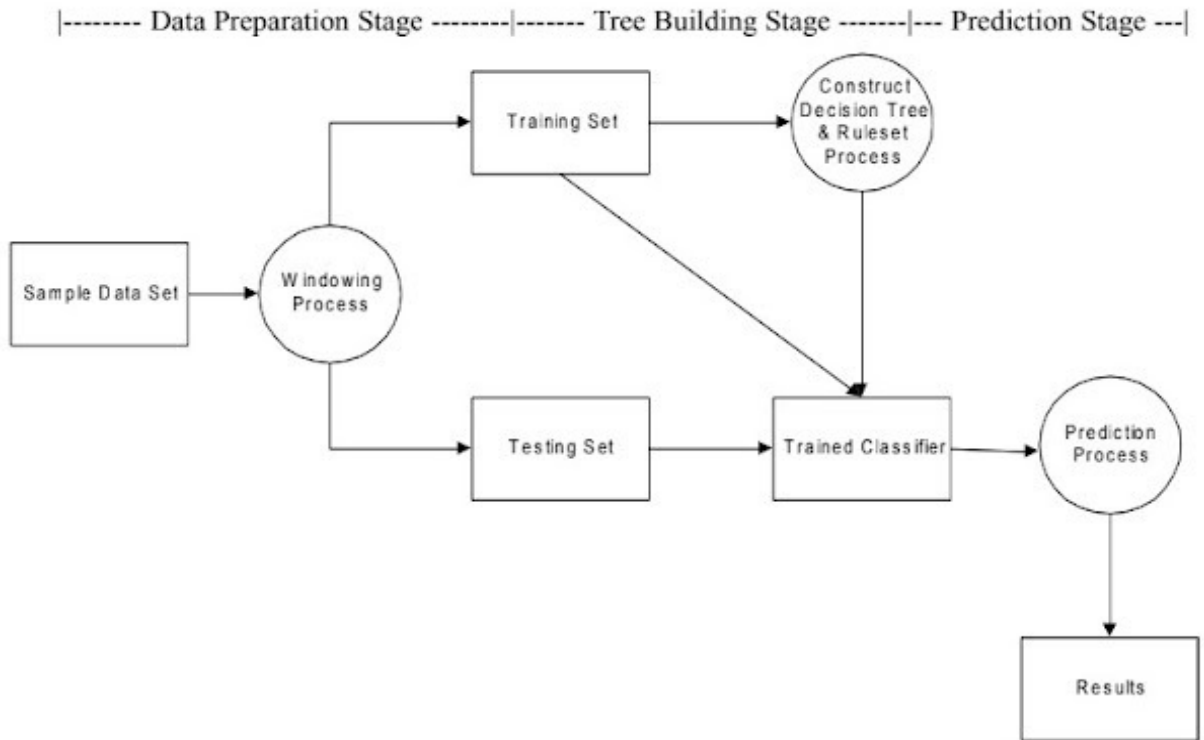 |-------- Data Preparation Stage --------|-------- Tree Building Stage --------|--- Prediction Stage ---|
Training Set
Construct
Decision Tree
& Ruleset
Process
Sample Data Set
Windowing
Process
Testing Set
Trained Classifier
Prediction
Process
Results